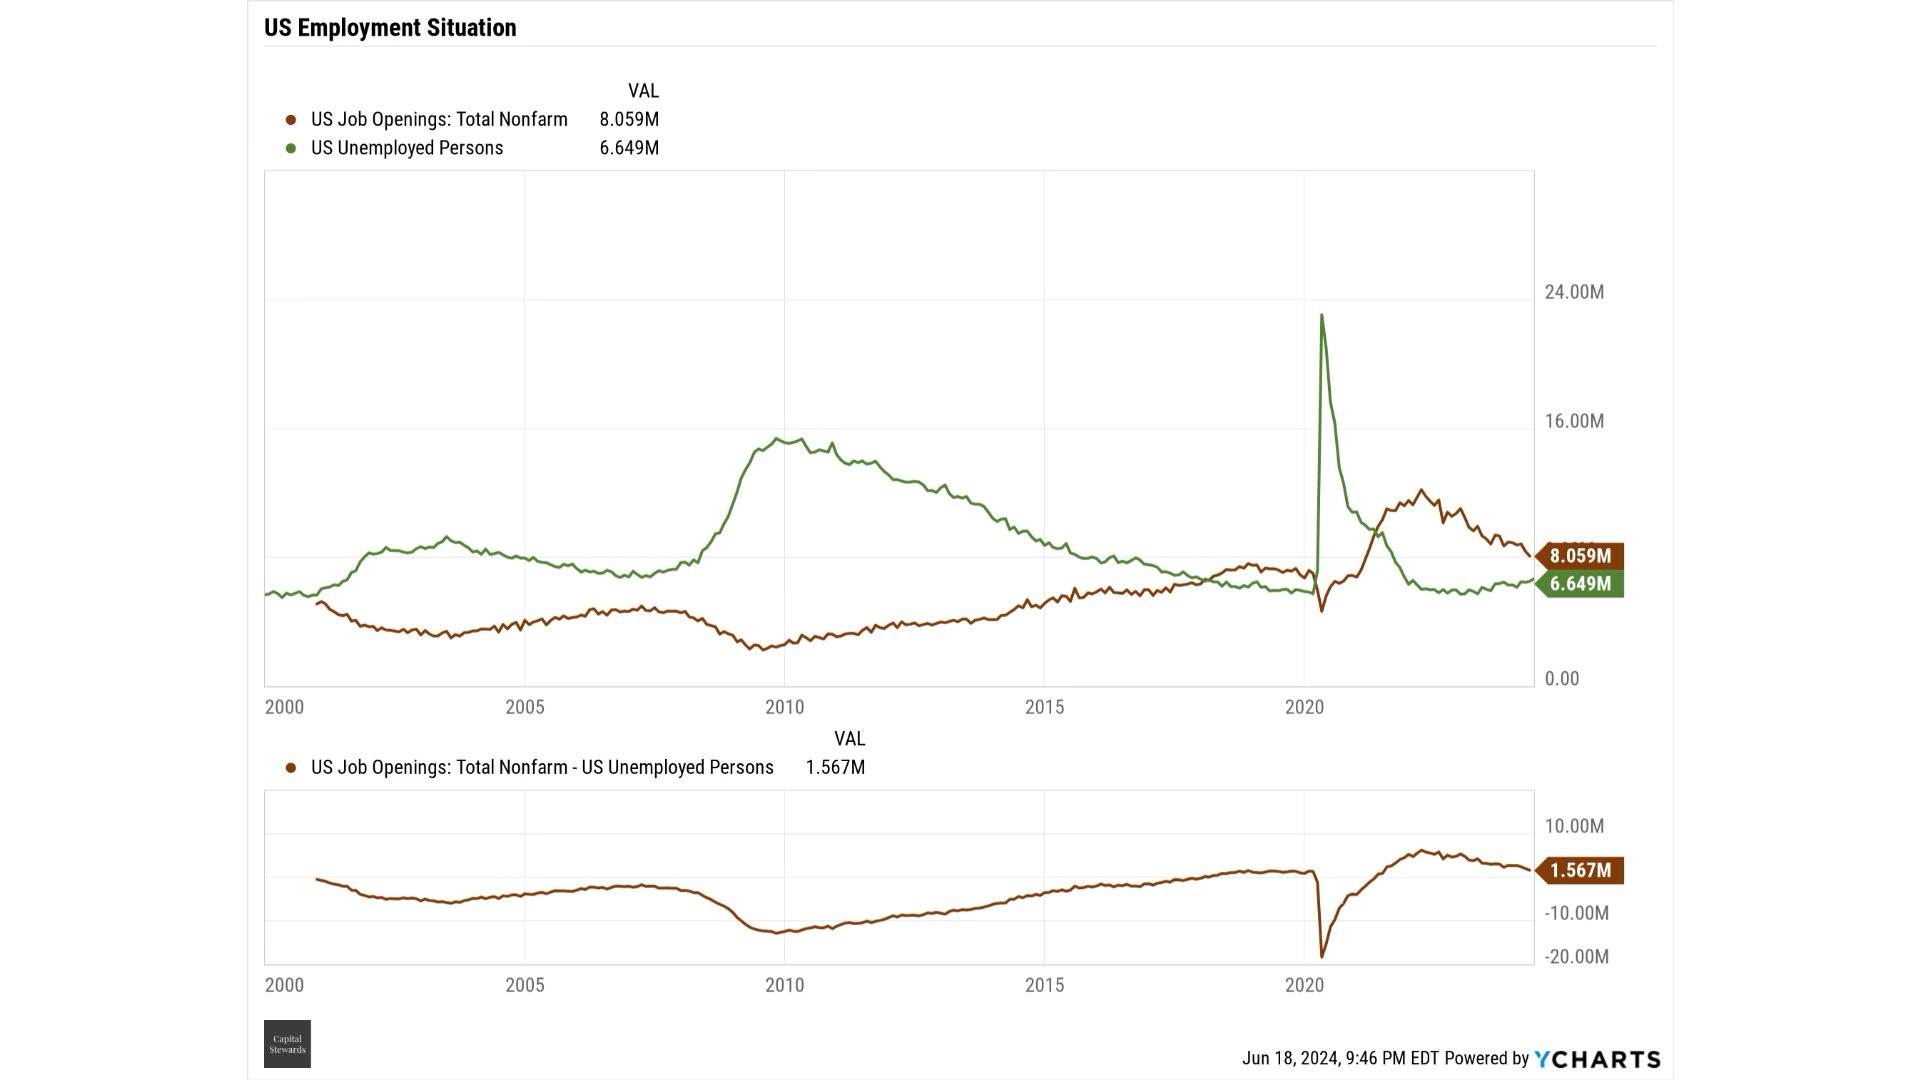 US Employment Situation
VAL
US Job Openings: Total Nonfarm 8.059M
US Unemployed Persons 6.649M
24.00M
16.00M
8.059M
6.649M
0.00
2000 2005 2010 2015 2020
VAL
US Job Openings: Total Nonfarm - US Unemployed Persons 1.567M
10.00M
1.567M
-10.00M
-20.00M
2000 2005 2010 2015 2020
Capital
Stewards
Jun 18, 2024, 9:46 PM EDT Powered by YCHARTS